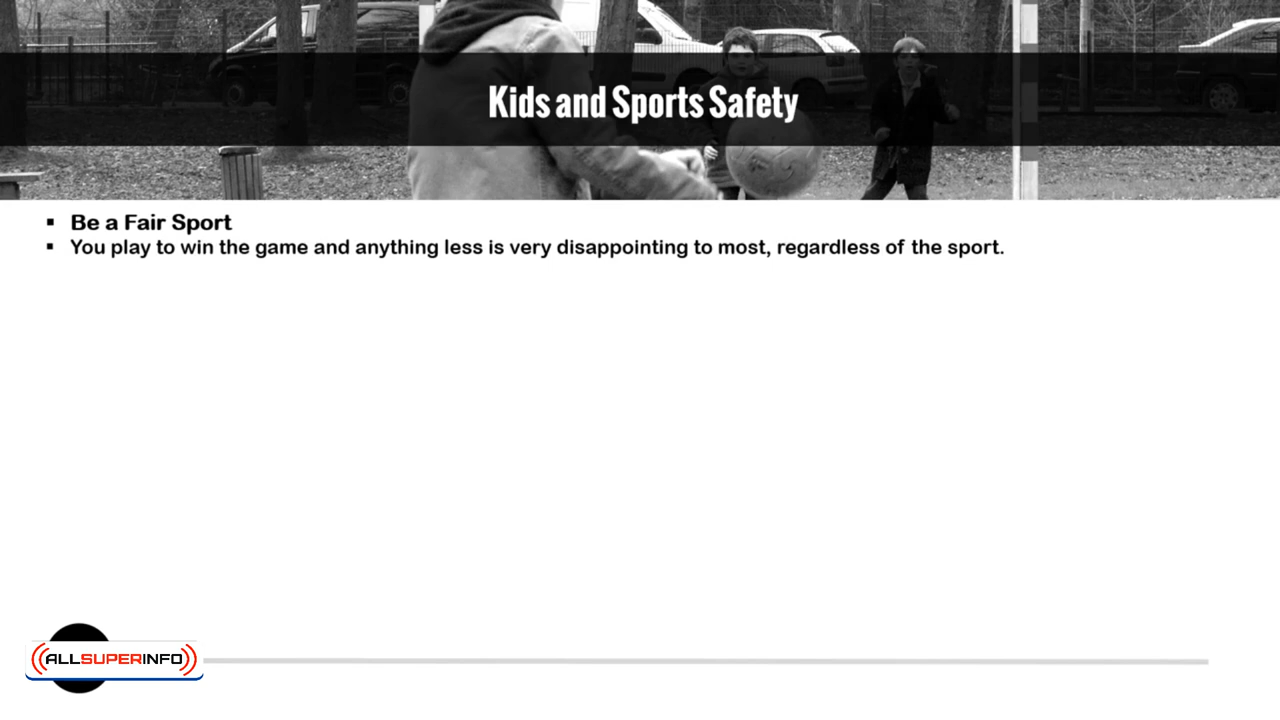 Kids and Sports Safety
▪ Be a Fair Sport
▪ You play to win the game and anything less is very disappointing to most, regardless of the sport.
ALLSUPERINFO